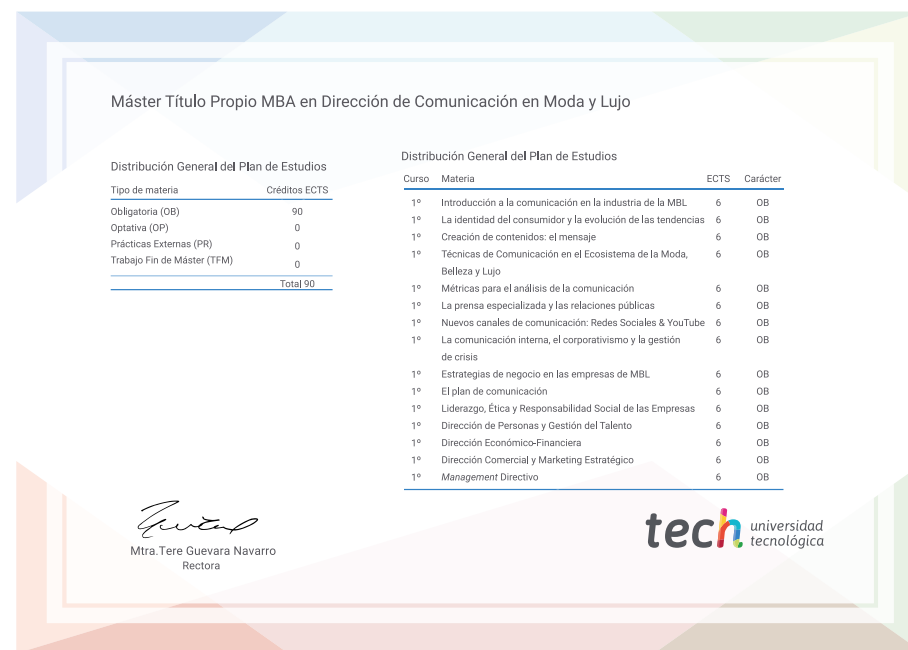 Máster Título Propio MBA en Dirección de Comunicación en Moda y Lujo
Distribución General del Plan de Estudios
Tipo de materia Créditos ECTS
Obligatoria (OB) 90
Optativa (OP) 0
Prácticas Externas (PR) 0
Trabajo Fin de Máster (TFM) 0
Total 90
Distribución General del Plan de Estudios
Curso Materia ECTS Carácter
1º Introducción a la comunicación en la industria de la MBL 6 OB
1º La identidad del consumidor y la evolución de las tendencias 6 OB
1º Creación de contenidos: el mensaje 6 OB
1º Técnicas de Comunicación en el Ecosistema de la Moda, 6 OB
Belleza y Lujo
1º Métricas para el análisis de la comunicación 6 OB
1º La prensa especializada y las relaciones públicas 6 OB
1º Nuevos canales de comunicación: Redes Sociales & YouTube 6 OB
1º La comunicación interna, el corporativismo y la gestión 6 OB
de crisis
1º Estrategias de negocio en las empresas de MBL 6 OB
1º El plan de comunicación 6 OB
1º Liderazgo, Ética y Responsabilidad Social de las Empresas 6 OB
1º Dirección de Personas y Gestión del Talento 6 OB
1º Dirección Económico-Financiera 6 OB
1º Dirección Comercial y Marketing Estratégico 6 OB
1º Management Directivo 6 OB
Mtra.Tere Guevara Navarro
Rectora
tech universidad
tecnológica